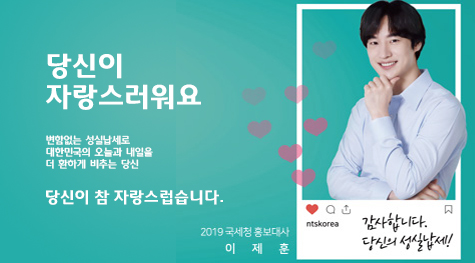 당신이
자랑스러워요
변함없는 성실납세로
대한민국의 오늘과 내일을
더 환하게 비추는 당신
당신이 참 자랑스럽습니다.
2019 국세청 홍보대사
이 제 훈
ntskorea
감사합니다.
당신의 성실납세!